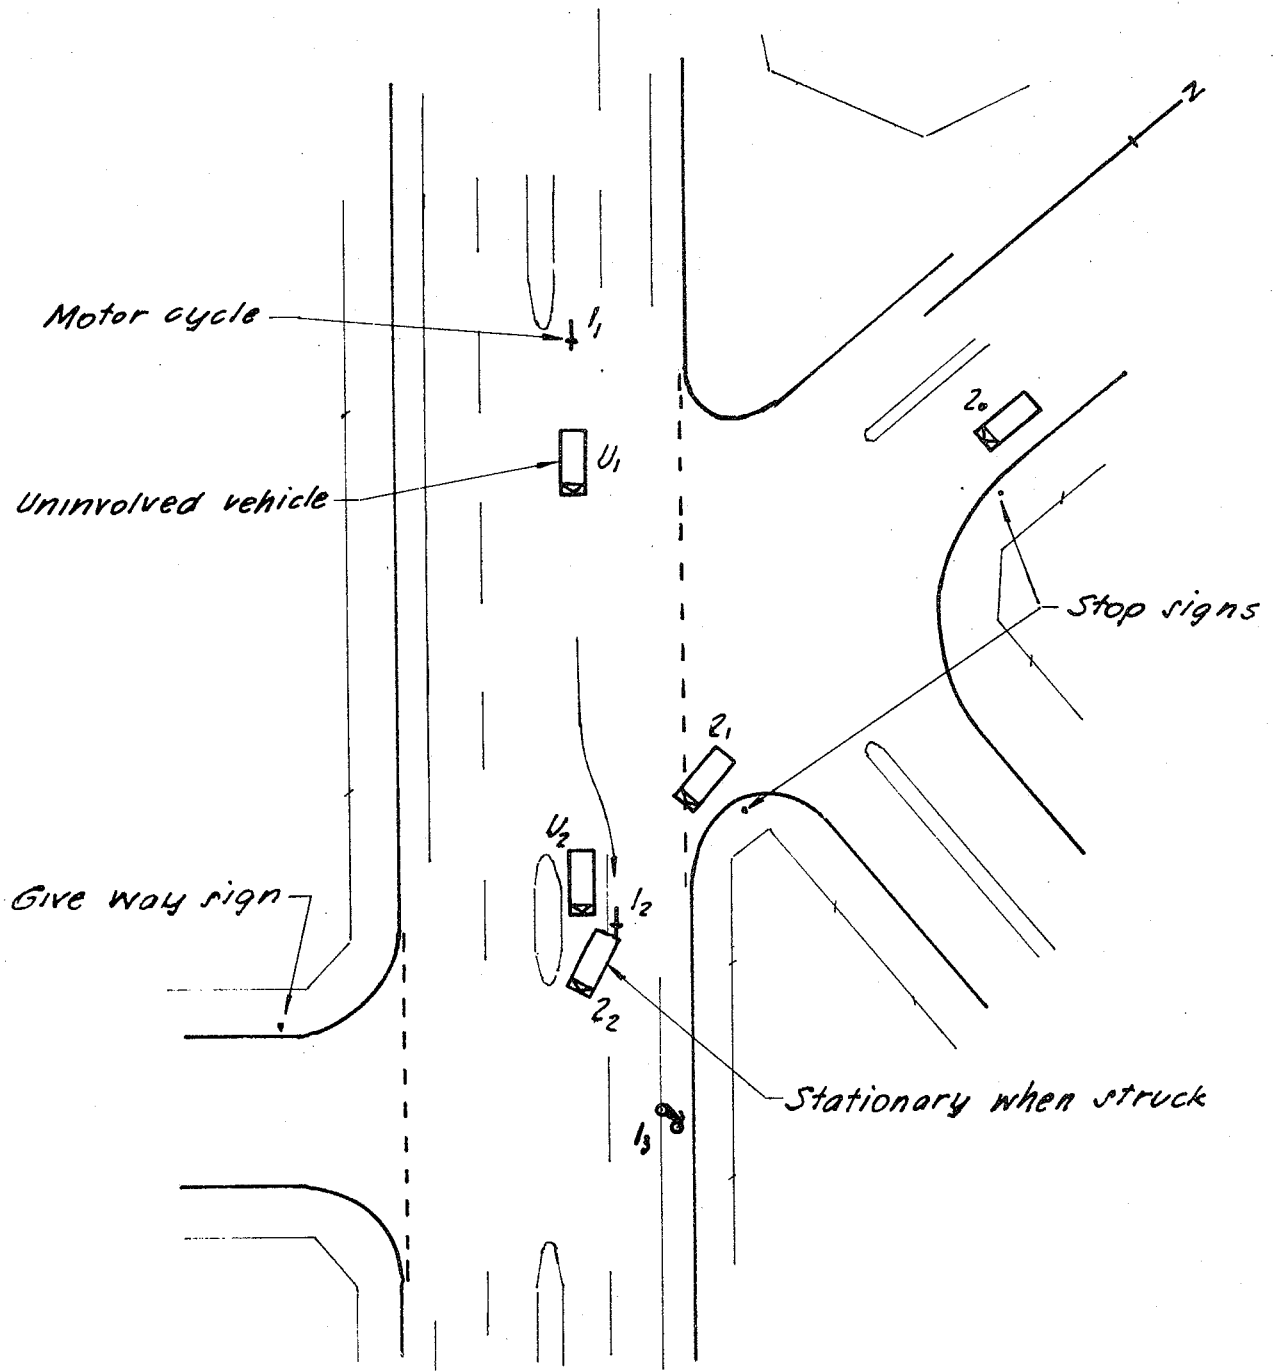 N
Motor cycle
1₁
2₀
U₁
Uninvolved vehicle
Stop signs
2₁
U₂
Give way sign
1₂
2₂
Stationary when struck
1₃